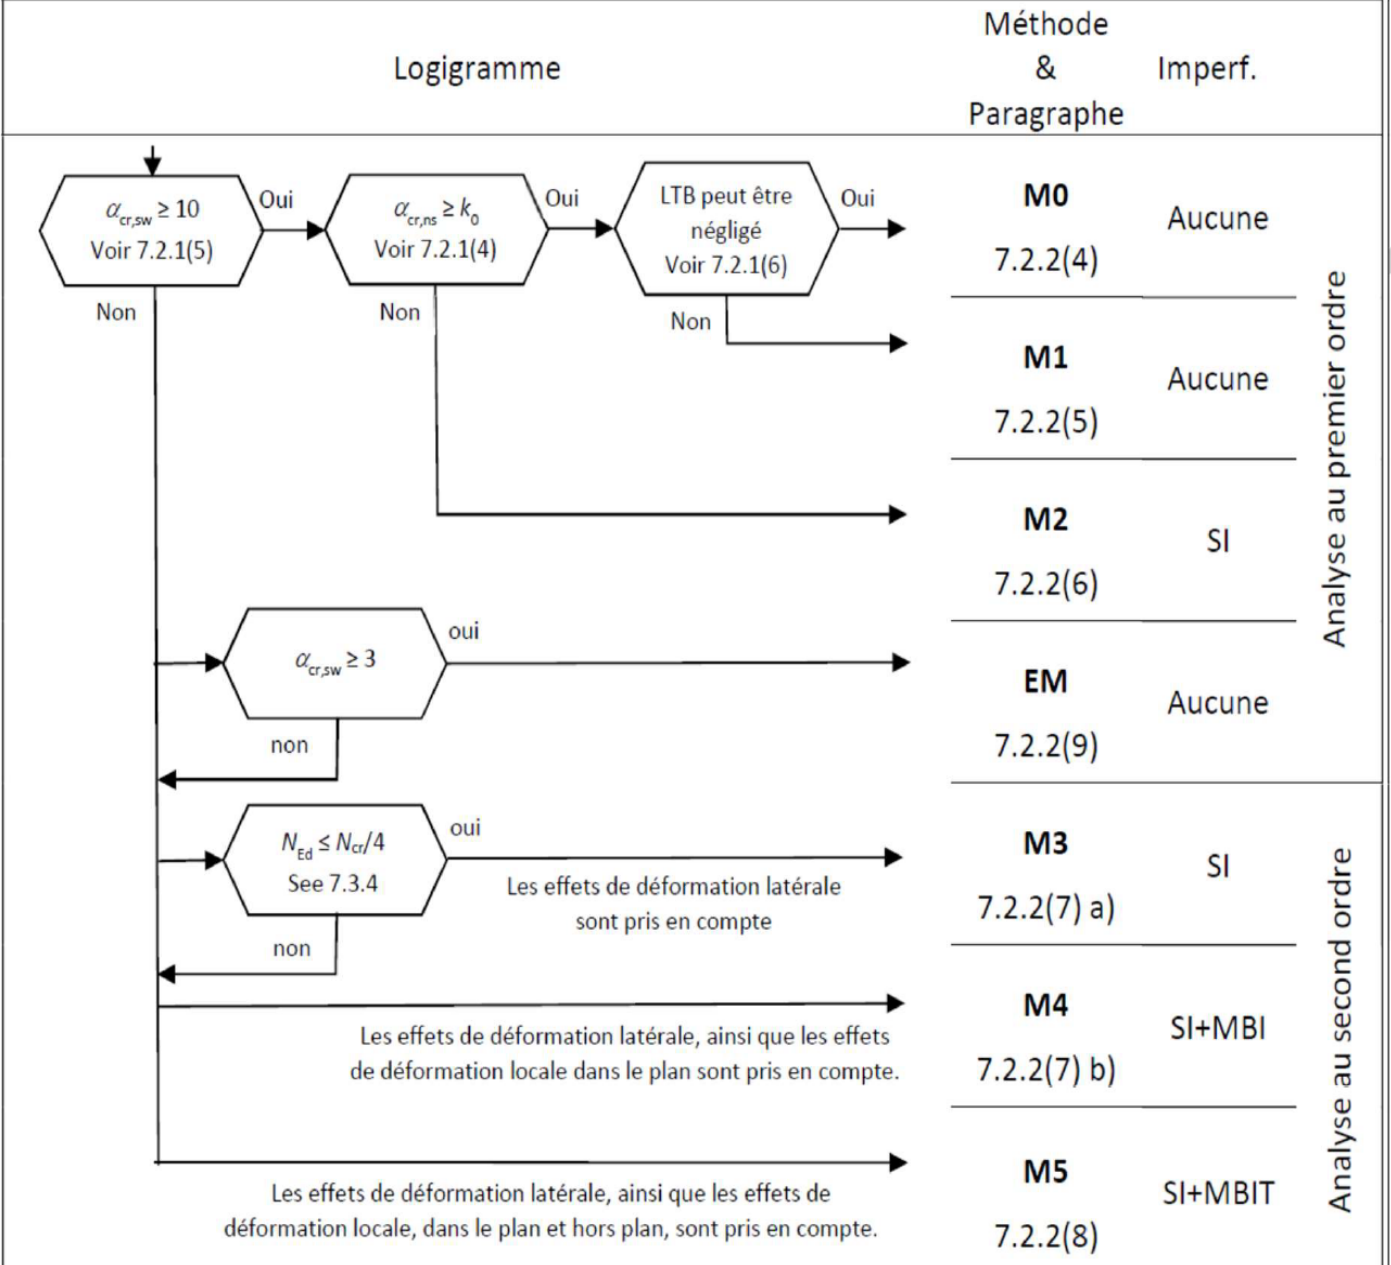 Logigramme
Méthode
&
Paragraphe
Imperf.
αcr,sw ≥ 10
Voir 7.2.1(5)
Oui
Non
αcr,ns ≥ k0
Voir 7.2.1(4)
Oui
Non
LTB peut être
négligé
Voir 7.2.1(6)
Oui
Non
M0
7.2.2(4)
Aucune
M1
7.2.2(5)
Aucune
M2
7.2.2(6)
SI
αcr,sw ≥ 3
oui
non
EM
7.2.2(9)
Aucune
Analyse au premier ordre
NEd ≤ Ncr/4
See 7.3.4
oui
non
Les effets de déformation latérale
sont pris en compte
M3
7.2.2(7) a)
SI
Les effets de déformation latérale, ainsi que les effets
de déformation locale dans le plan sont pris en compte.
M4
7.2.2(7) b)
SI+MBI
Les effets de déformation latérale, ainsi que les effets de
déformation locale, dans le plan et hors plan, sont pris en compte.
M5
7.2.2(8)
SI+MBIT
Analyse au second ordre